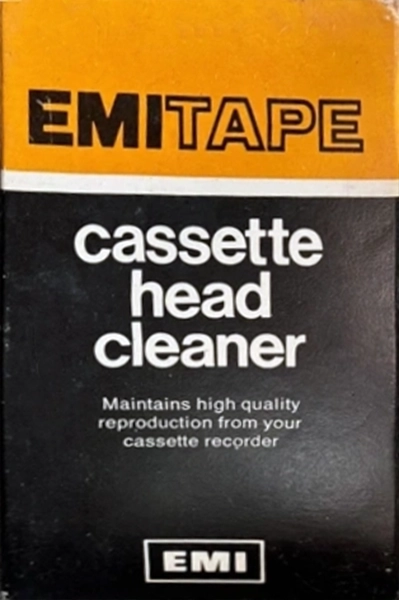 EMITAPE
cassette
head
cleaner
Maintains high quality
reproduction from your
cassette recorder
EMI